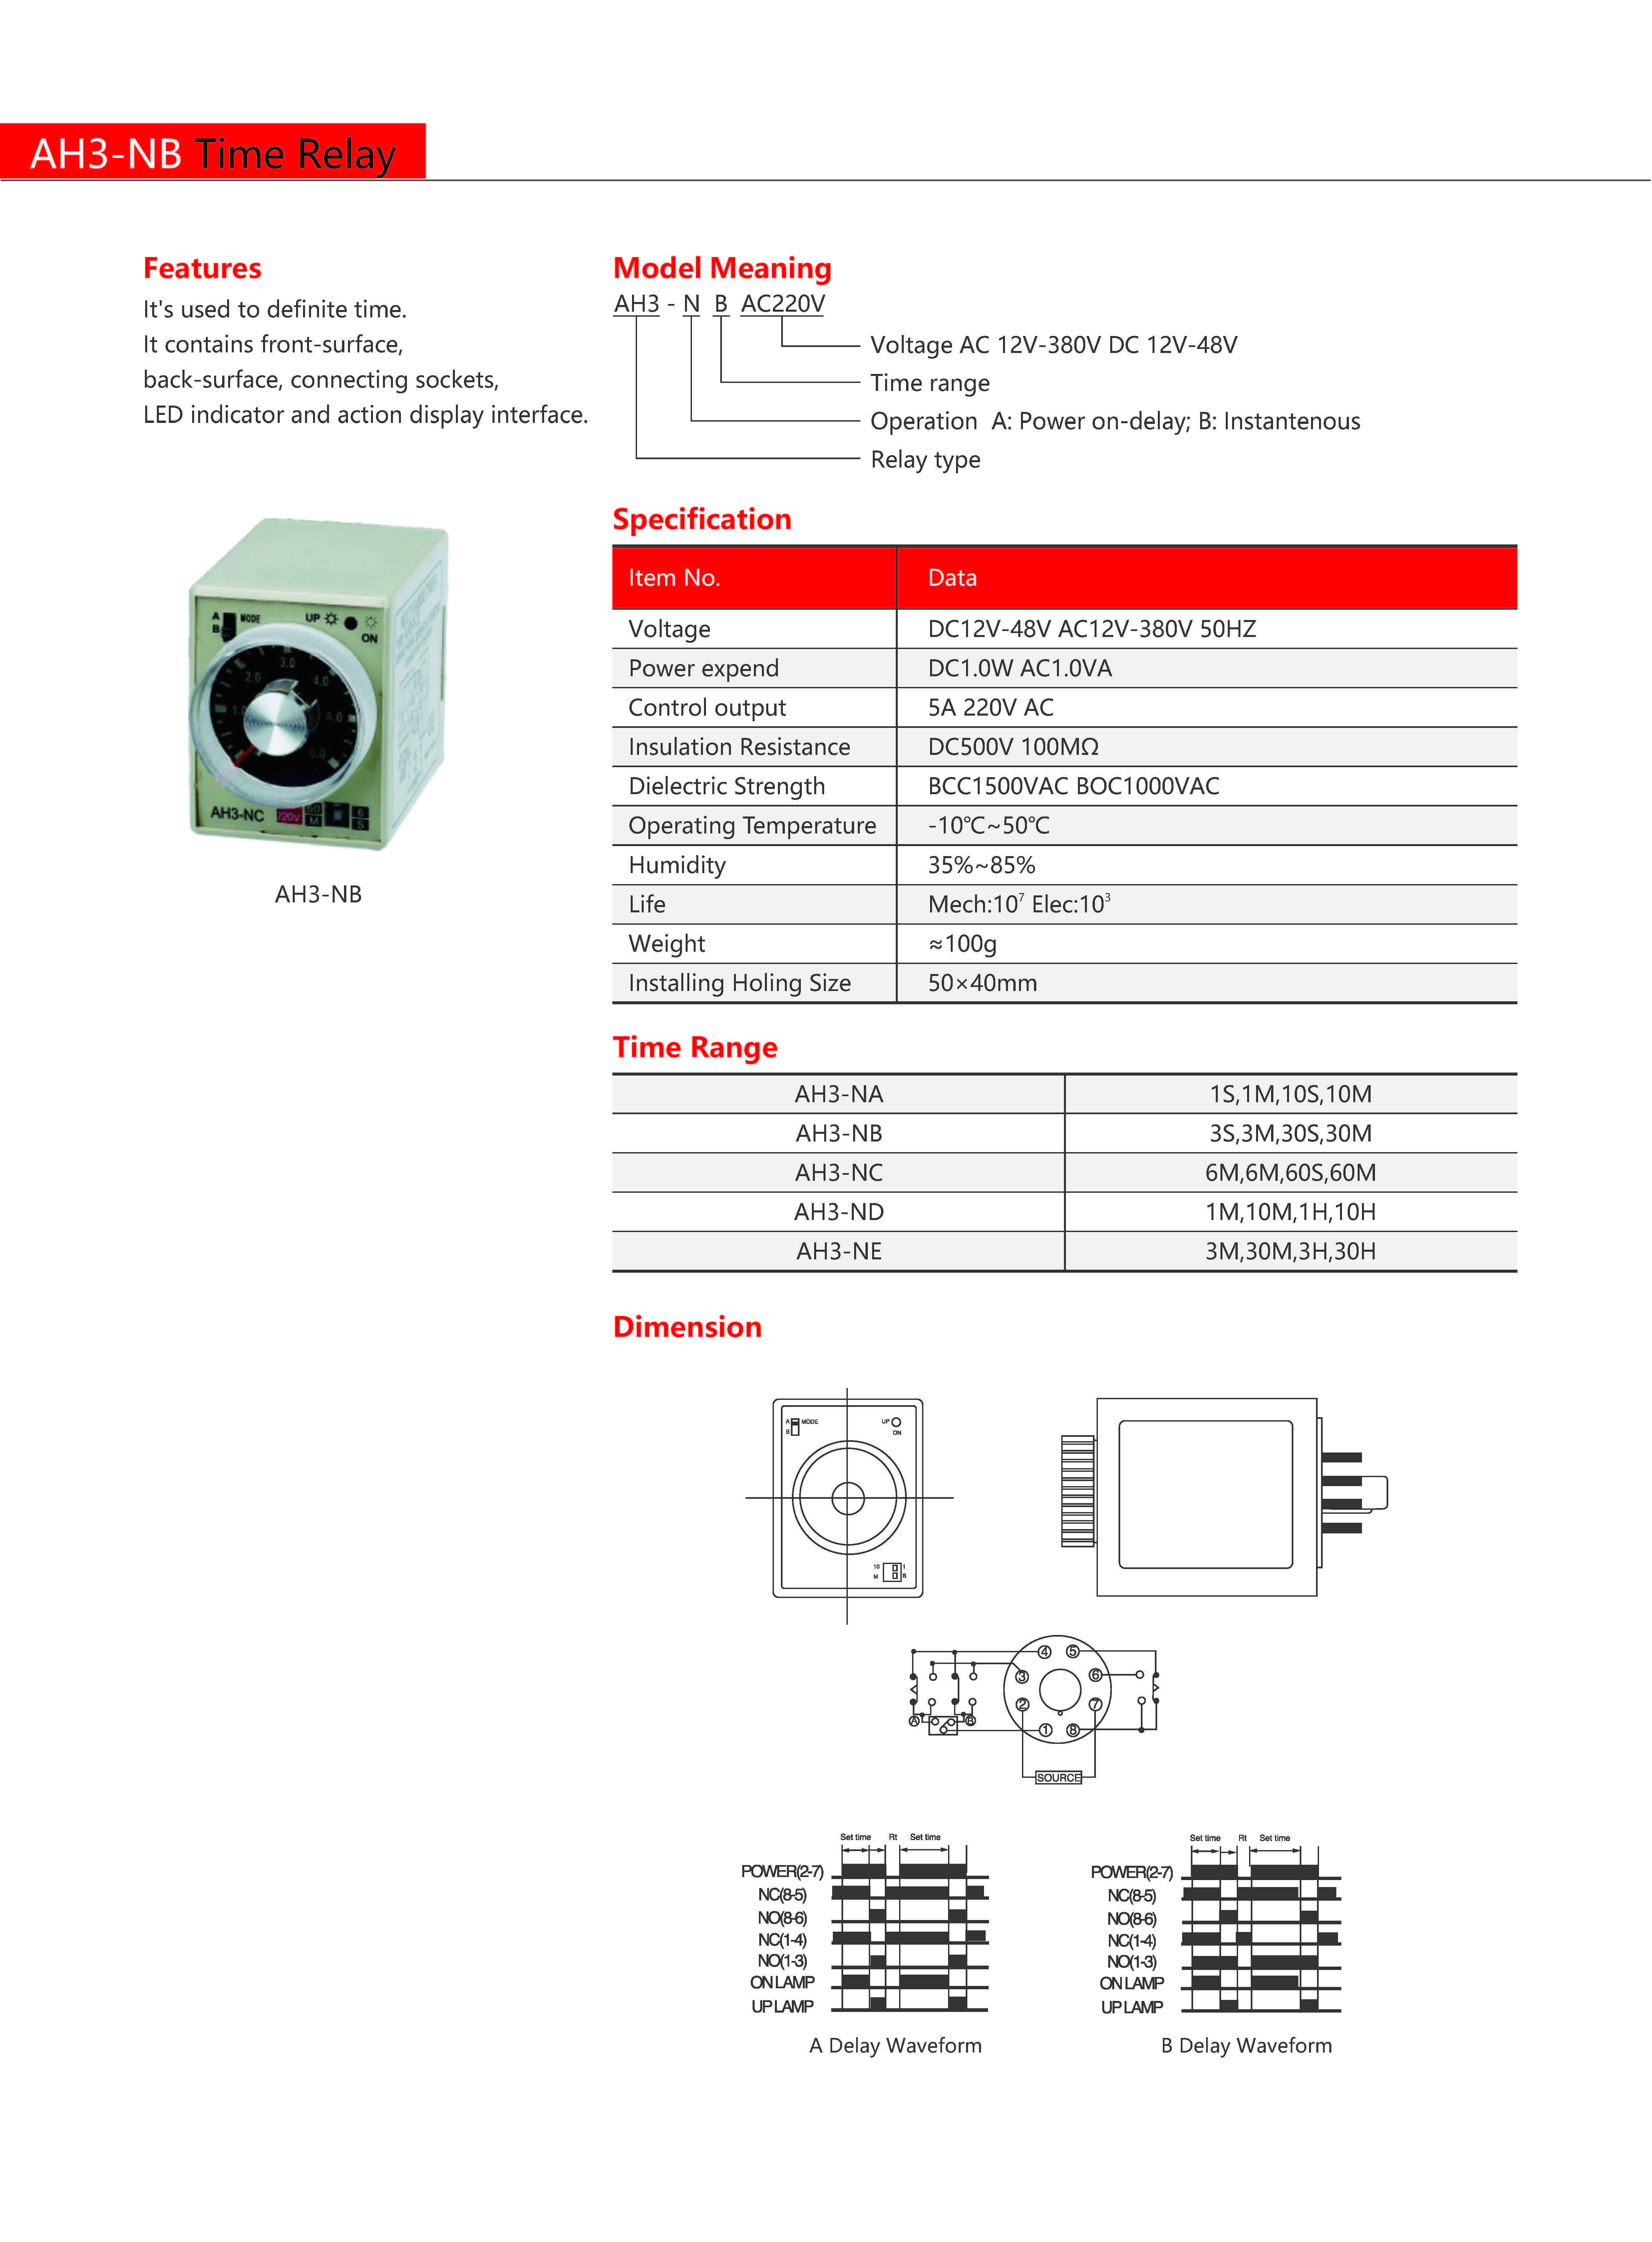 AH3-NB Time Relay
Features
It's used to definite time.
It contains front-surface,
back-surface, connecting sockets,
LED indicator and action display interface.
Model Meaning
AH3 - N B AC220V
Voltage AC 12V-380V DC 12V-48V
Time range
Operation A: Power on-delay; B: Instantenous
Relay type
A
B
MODE
UP
ON
1.0
2.0
3.0
4.0
5.0
6.0
AH3-NC 220V 60 M 6 S
AH3-NB
Specification
Item No. Data
Voltage DC12V-48V AC12V-380V 50HZ
Power expend DC1.0W AC1.0VA
Control output 5A 220V AC
Insulation Resistance DC500V 100MΩ
Dielectric Strength BCC1500VAC BOC1000VAC
Operating Temperature -10℃~50℃
Humidity 35%~85%
Life Mech:10⁷ Elec:10³
Weight ≈100g
Installing Holing Size 50×40mm
Time Range
AH3-NA 1S,1M,10S,10M
AH3-NB 3S,3M,30S,30M
AH3-NC 6M,6M,60S,60M
AH3-ND 1M,10M,1H,10H
AH3-NE 3M,30M,3H,30H
Dimension
A MODE UP
B ON
10 1
M S
4 5
3 6
2 7
A B 1 8
SOURCE
Set time Rt Set time
POWER(2-7)
NC(8-5)
NO(8-6)
NC(1-4)
NO(1-3)
ON LAMP
UP LAMP
A Delay Waveform
Set time Rt Set time
POWER(2-7)
NC(8-5)
NO(8-6)
NC(1-4)
NO(1-3)
ON LAMP
UP LAMP
B Delay Waveform